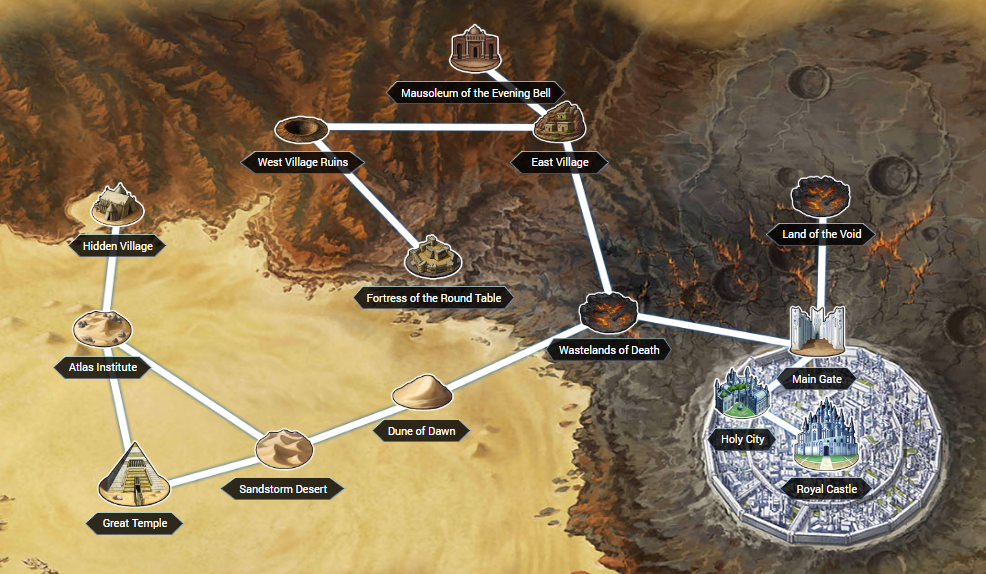 Mausoleum of the Evening Bell
West Village Ruins
East Village
Hidden Village
Land of the Void
Fortress of the Round Table
Wastelands of Death
Atlas Institute
Main Gate
Dune of Dawn
Holy City
Sandstorm Desert
Royal Castle
Great Temple